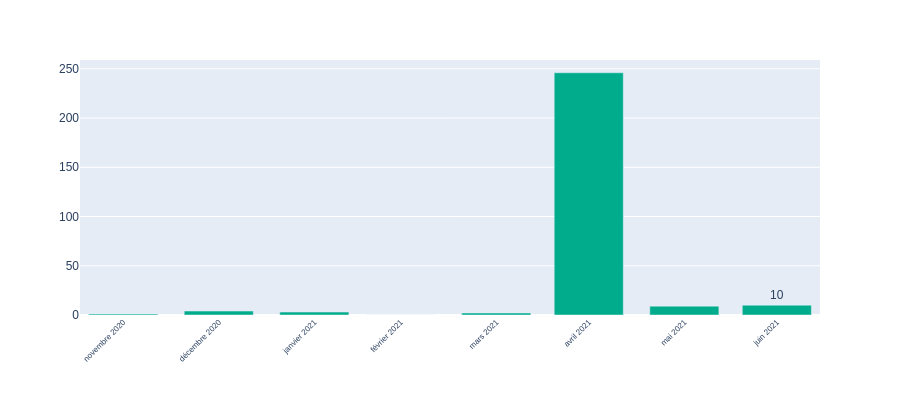 250
200
150
100
50
0
10
novembre 2020
décembre 2020
janvier 2021
février 2021
mars 2021
avril 2021
mai 2021
juin 2021